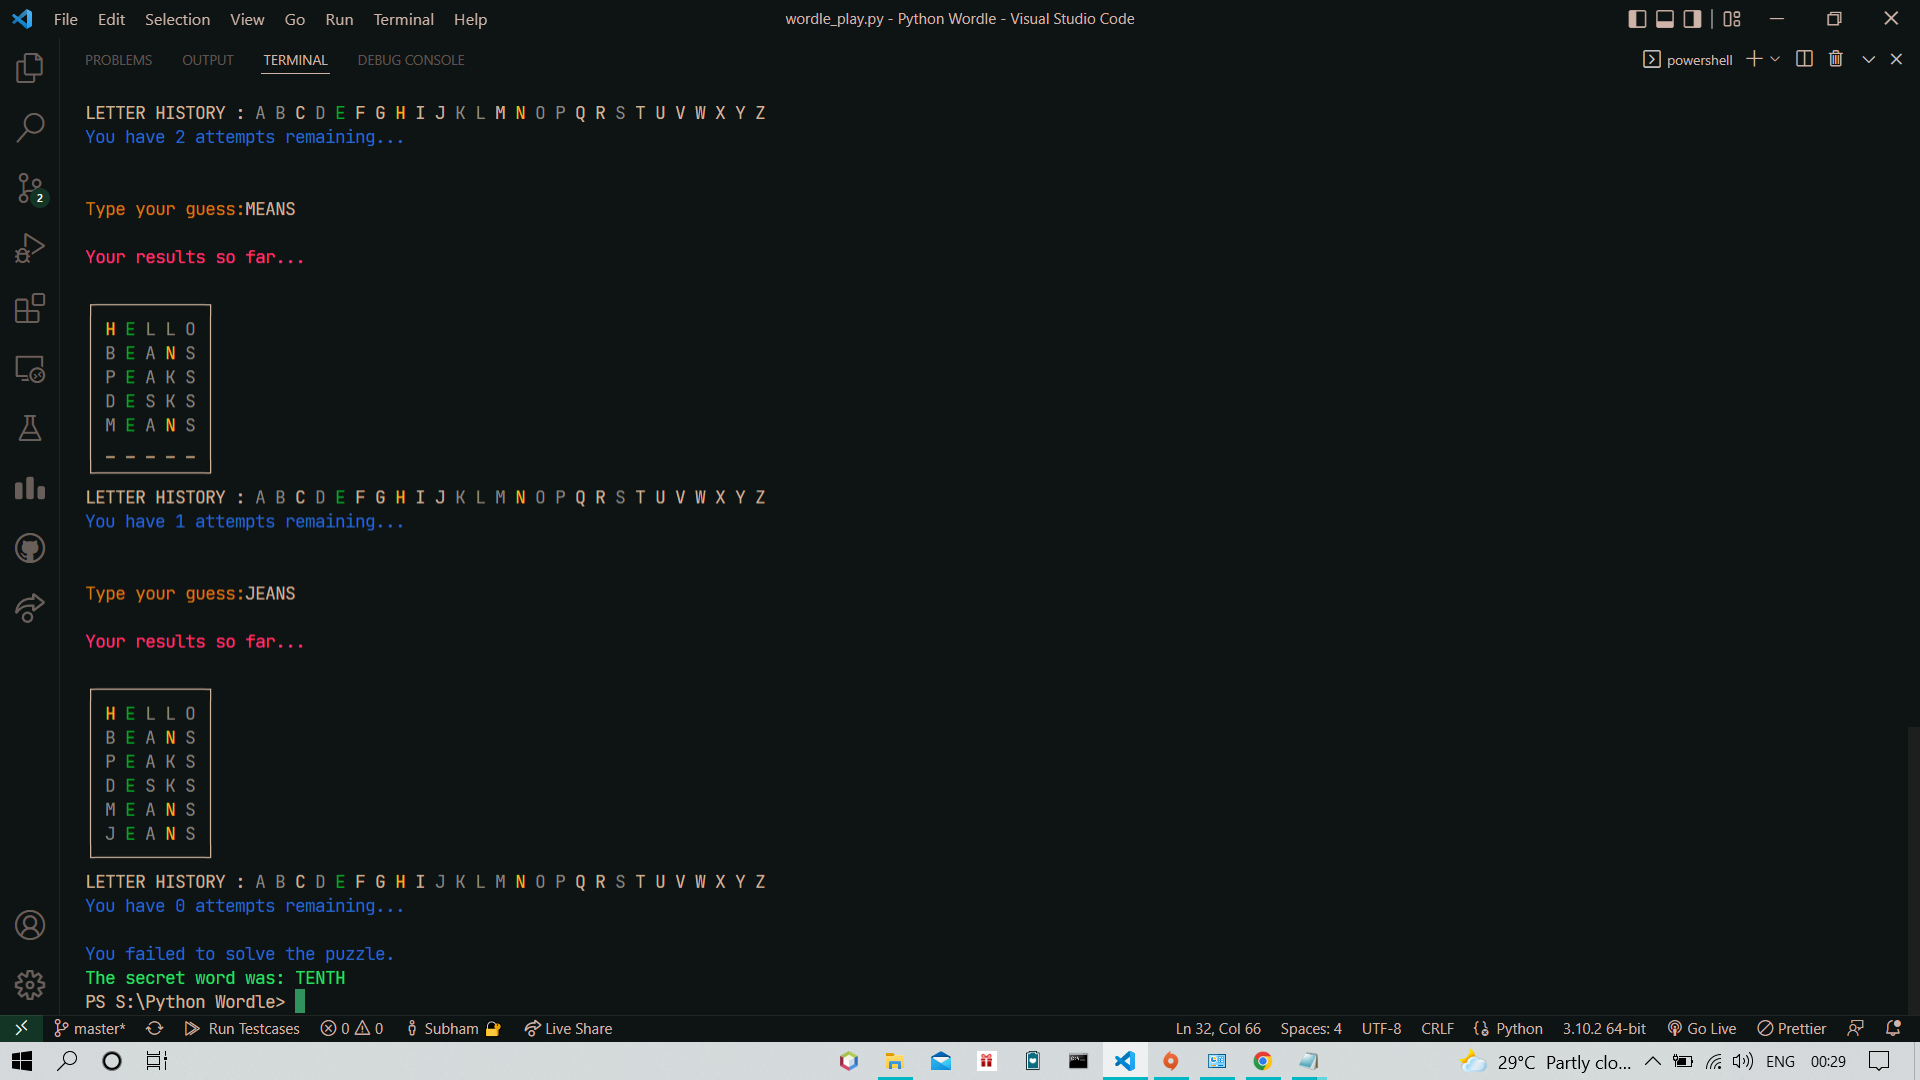 File Edit Selection View Go Run Terminal Help wordle_play.py - Python Wordle - Visual Studio Code
PROBLEMS OUTPUT TERMINAL DEBUG CONSOLE powershell
LETTER HISTORY : A B C D E F G H I J K L M N O P Q R S T U V W X Y Z
You have 2 attempts remaining...
2
Type your guess:MEANS
Your results so far...
H E L L O
B E A N S
P E A K S
D E S K S
M E A N S
- - - - -
LETTER HISTORY : A B C D E F G H I J K L M N O P Q R S T U V W X Y Z
You have 1 attempts remaining...
Type your guess:JEANS
Your results so far...
H E L L O
B E A N S
P E A K S
D E S K S
M E A N S
J E A N S
LETTER HISTORY : A B C D E F G H I J K L M N O P Q R S T U V W X Y Z
You have 0 attempts remaining...
You failed to solve the puzzle.
The secret word was: TENTH
PS S:\Python Wordle>
master* Run Testcases 0 0 Subham Live Share Ln 32, Col 66 Spaces: 4 UTF-8 CRLF Python 3.10.2 64-bit Go Live Prettier
29°C Partly clo... ENG 00:29